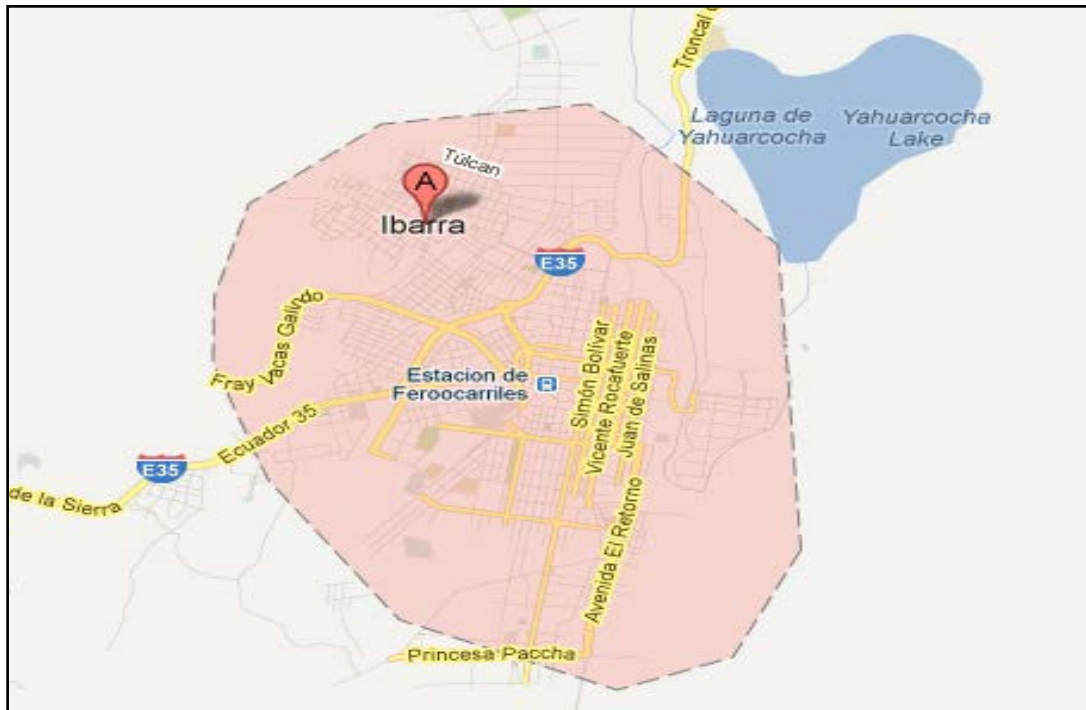 Troncal d
Laguna de
Yahuarcocha
Yahuarcocha
Lake
Túlcan
A
Ibarra
E35
Fray Vacas Galindo
Simón Bolívar
Vicente Rocafuerte
Juan de Salinas
Estacion de
Feroocarriles
Ecuador 35
E35
de la Sierra
Avenida El Retorno
Princesa Paccha